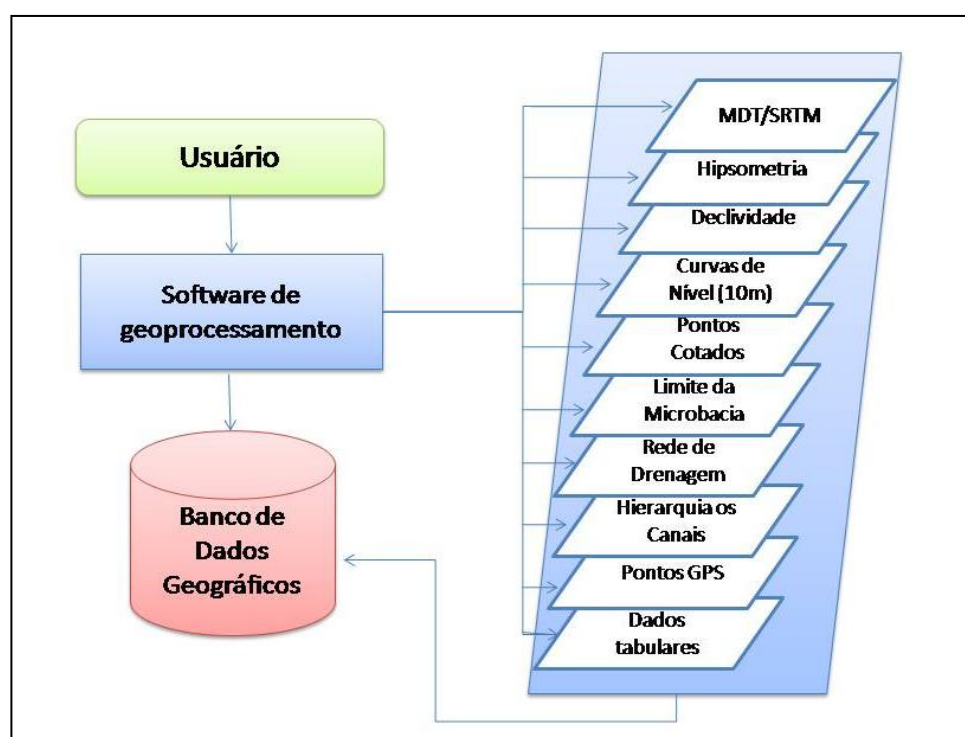 Usuário
Software de
geoprocessamento
Banco de
Dados
Geográficos
MDT/SRTM
Hipsometria
Declividade
Curvas de
Nível (10m)
Pontos
Cotados
Limite da
Microbacia
Rede de
Drenagem
Hierarquia os
Canais
Pontos GPS
Dados
tabulares